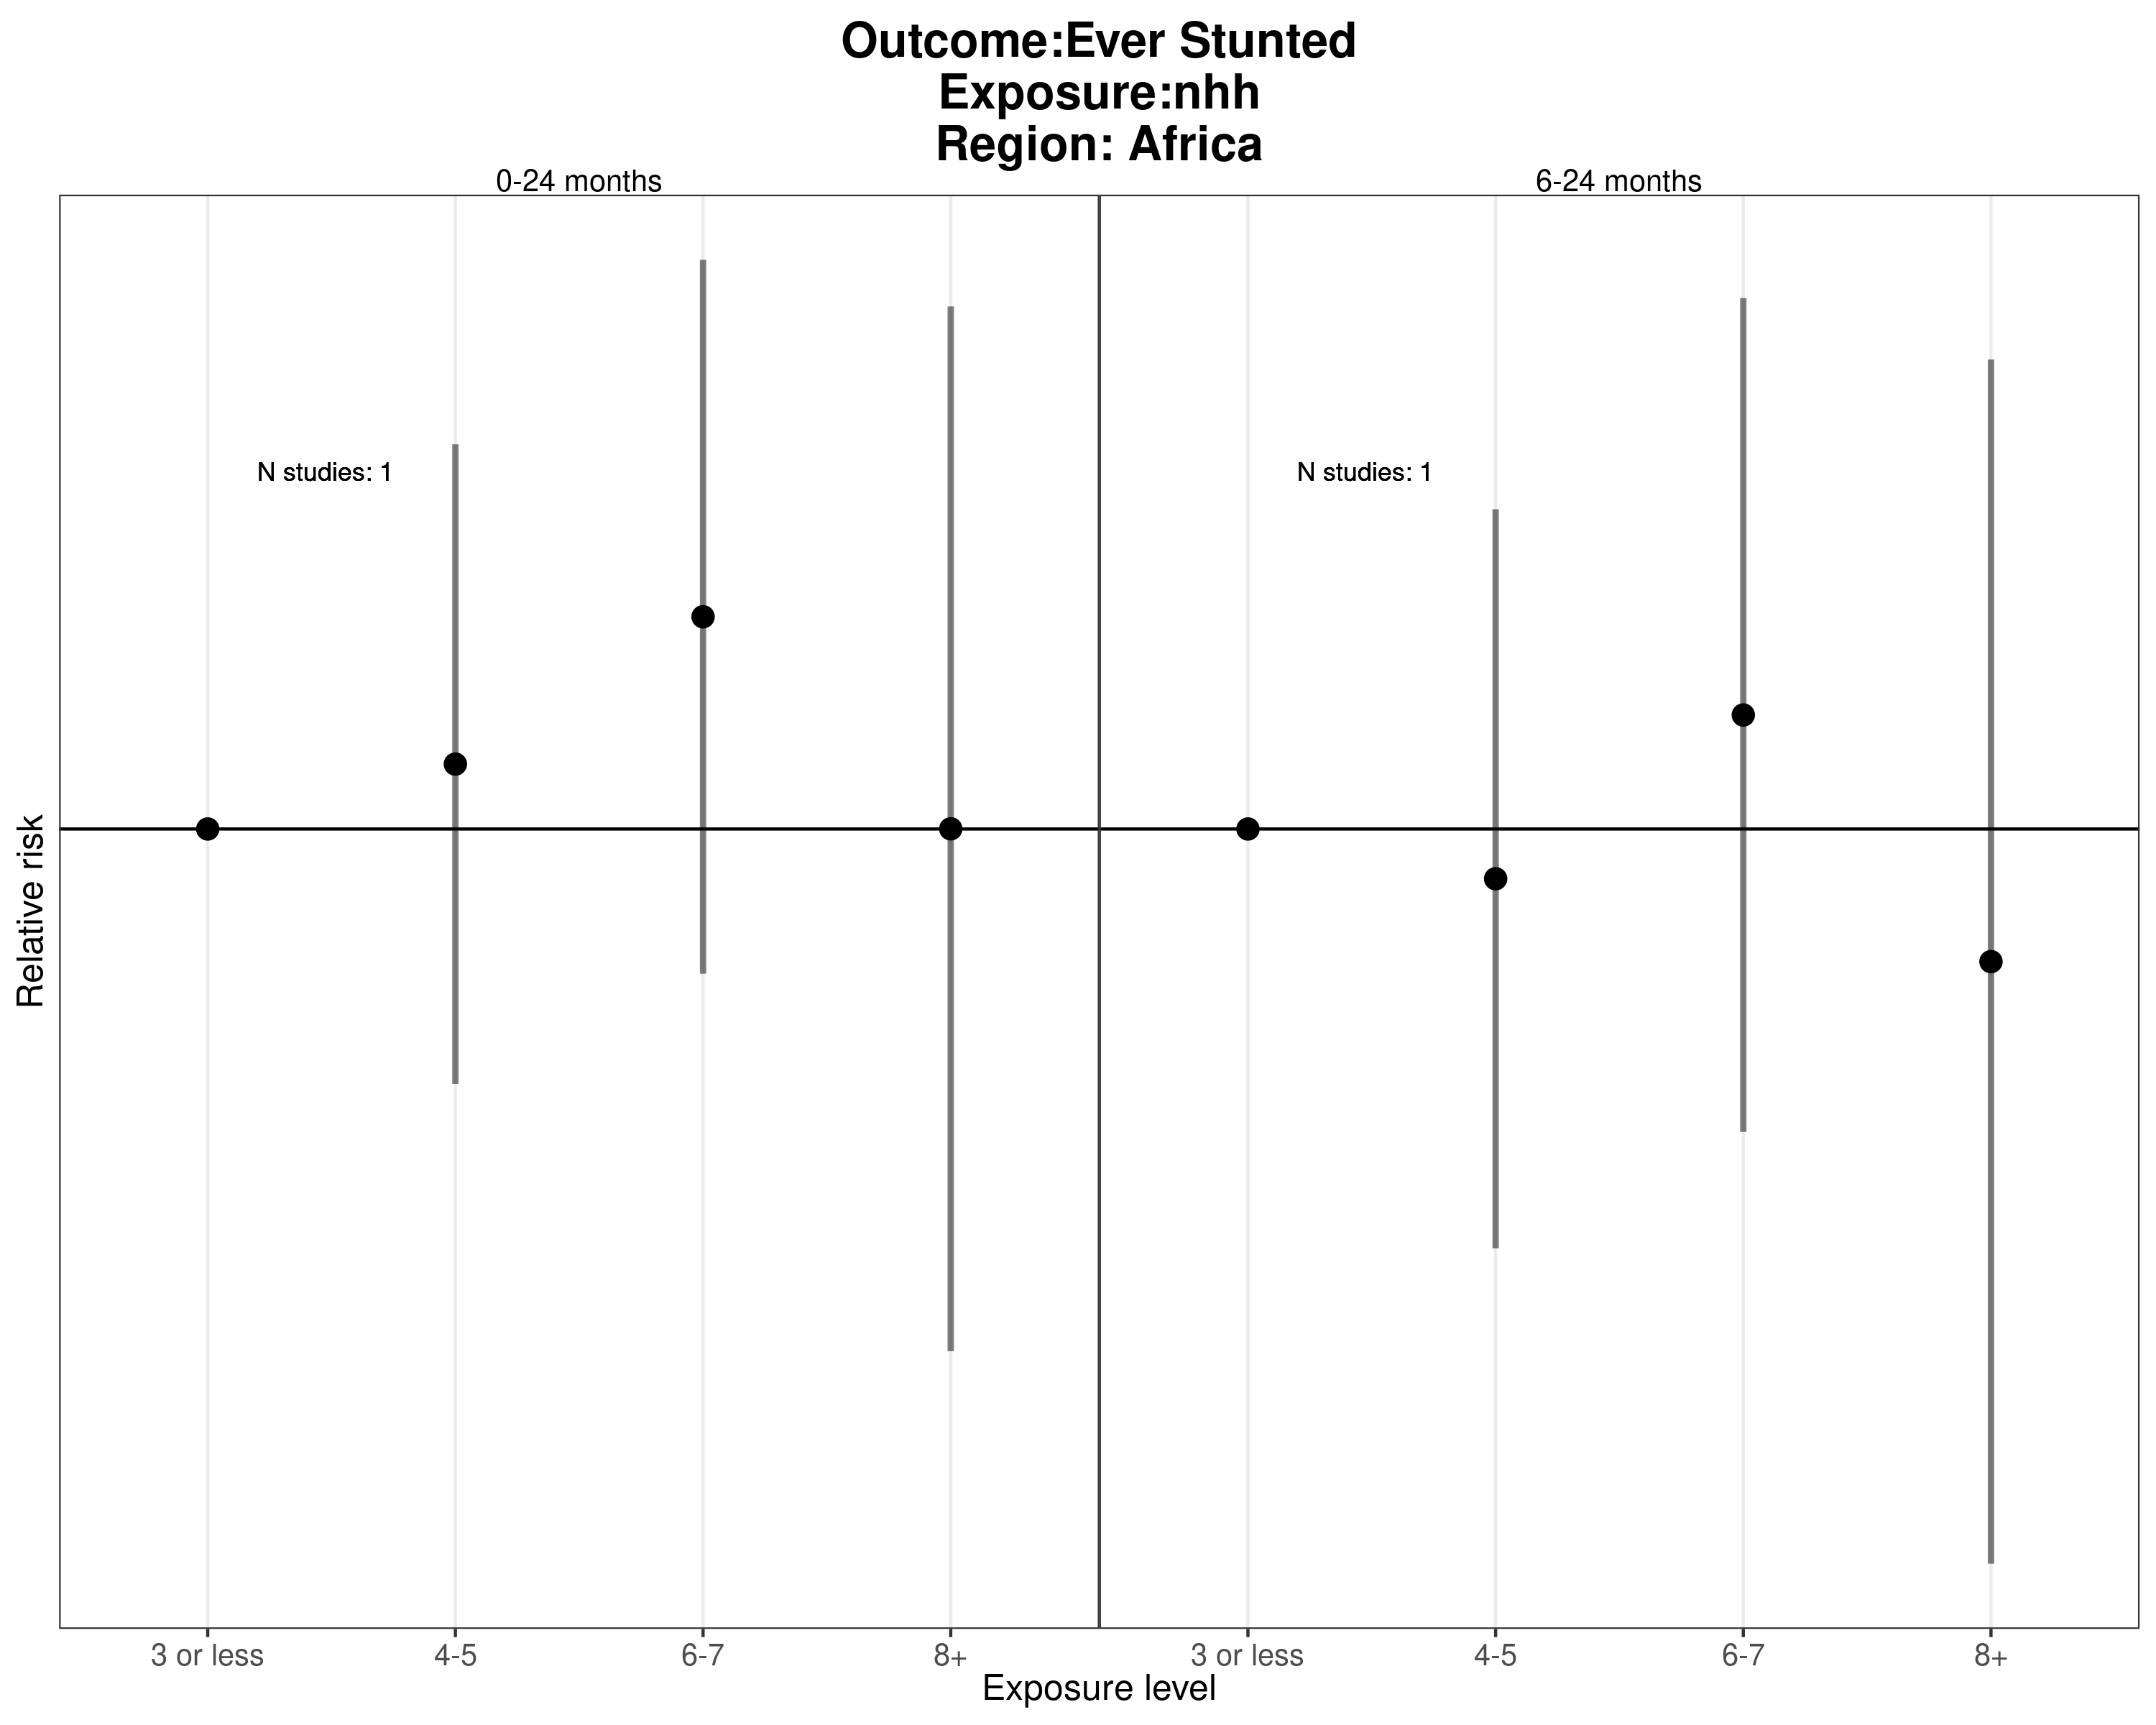 Outcome:Ever Stunted
Exposure:nhh
Region: Africa
0-24 months
6-24 months
N studies: 1
N studies: 1
Relative risk
3 or less
4-5
6-7
8+
3 or less
4-5
6-7
8+
Exposure level